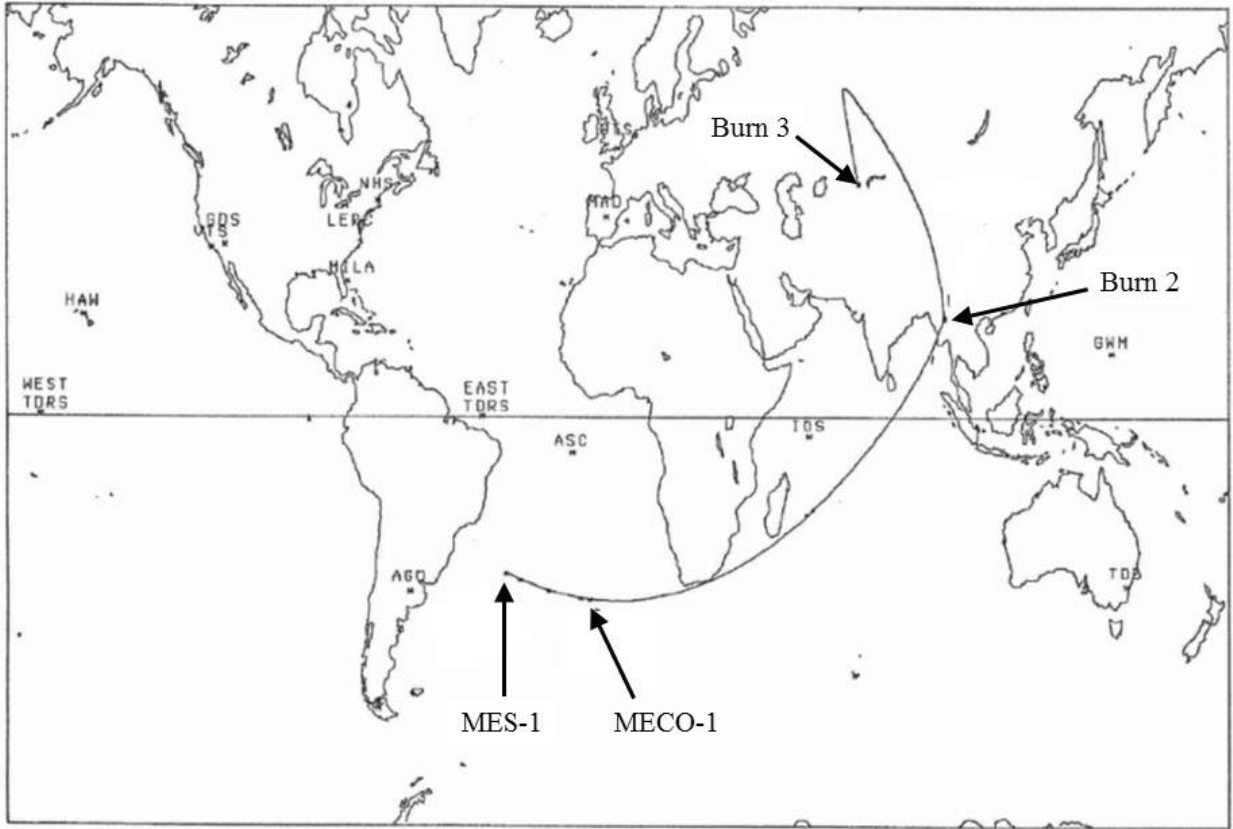 Burn 3
NHS
LERC
GDS
VTS
MAD
MILA
Burn 2
HAW
GWM
WEST
TDRS
EAST
TDRS
ASC
IOS
AGO
MES-1
MECO-1